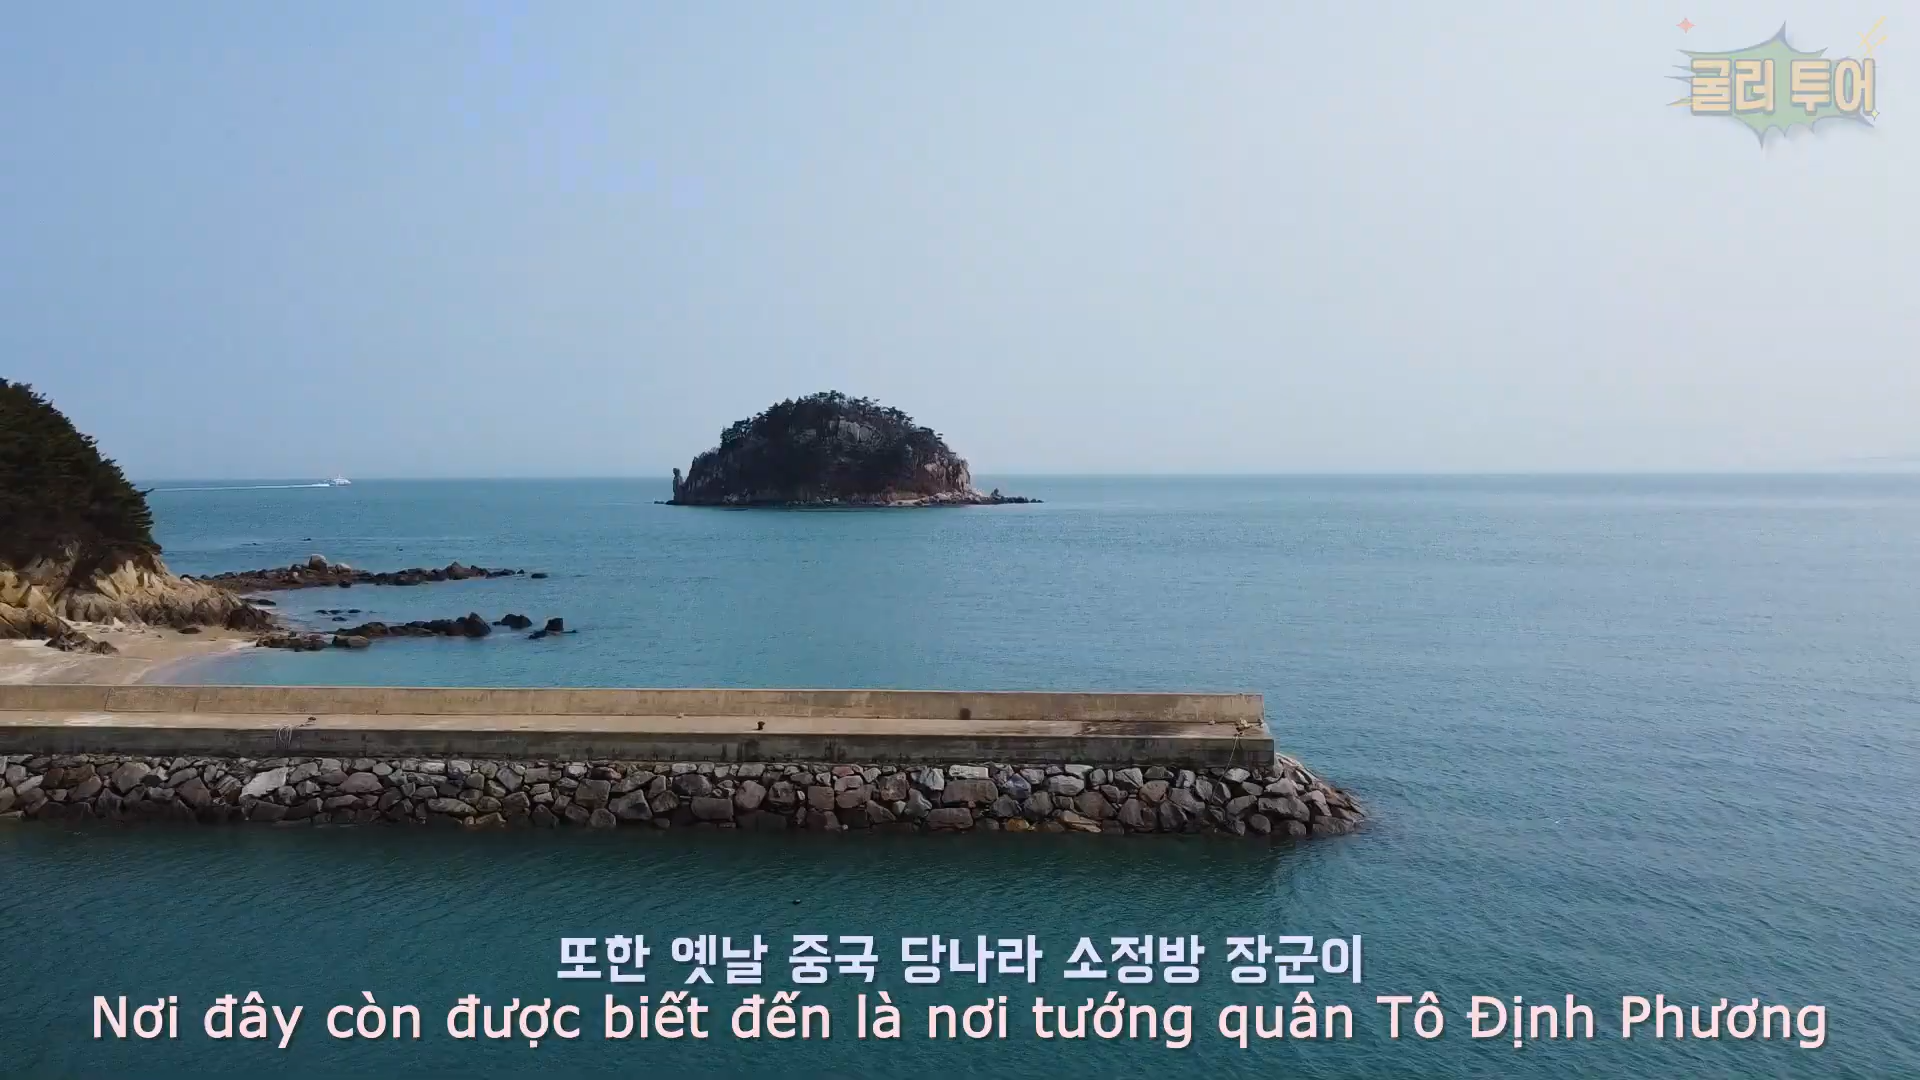 굴러 투어
또한 옛날 중국 당나라 소정방 장군이
Nơi đây còn được biết đến là nơi tướng quân Tô Định Phương